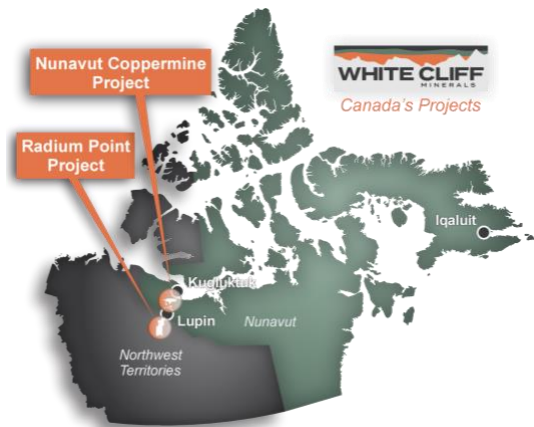 Nunavut Coppermine
Project
Radium Point
Project
WHITE CLIFF
MINERALS
Canada's Projects
Iqaluit
Kugluktuk
Lupin
Nunavut
Northwest
Territories